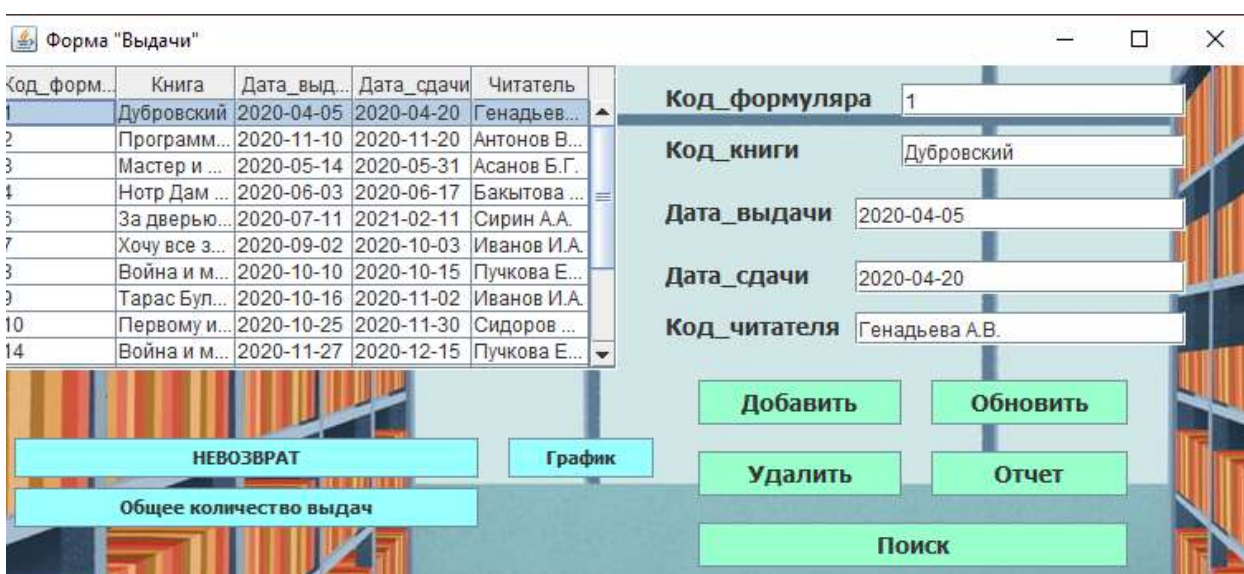 Форма "Выдачи"
Код_форм... Книга Дата_выд... Дата_сдачи Читатель
1 Дубровский 2020-04-05 2020-04-20 Генадьев...
2 Программ... 2020-11-10 2020-11-20 Антонов В...
3 Мастер и ... 2020-05-14 2020-05-31 Асанов Б.Г.
4 Нотр Дам ... 2020-06-03 2020-06-17 Бакытова ...
За дверью... 2020-07-11 2021-02-11 Сирин А.А.
7 Хочу все з... 2020-09-02 2020-10-03 Иванов И.А.
8 Война и м... 2020-10-10 2020-10-15 Пучкова Е...
9 Тарас Бул... 2020-10-16 2020-11-02 Иванов И.А.
10 Первому и... 2020-10-25 2020-11-30 Сидоров ...
14 Война и м... 2020-11-27 2020-12-15 Пучкова Е...
Код_формуляра 1
Код_книги Дубровский
Дата_выдачи 2020-04-05
Дата_сдачи 2020-04-20
Код_читателя Генадьева А.В.
Добавить Обновить
НЕВОЗВРАТ График
Удалить Отчет
Общее количество выдач
Поиск